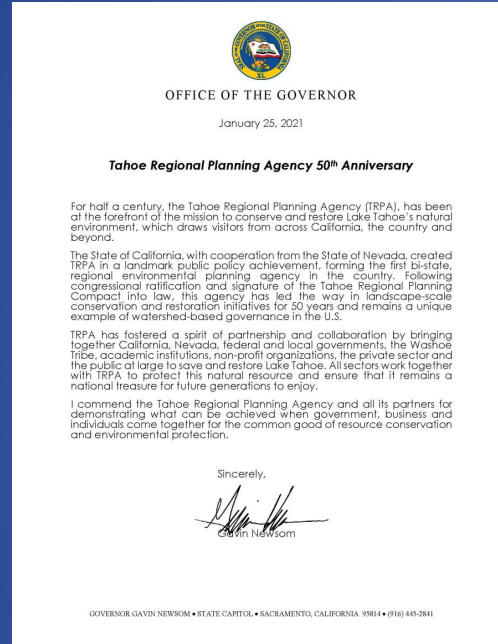 OFFICE OF THE GOVERNOR
January 25, 2021
Tahoe Regional Planning Agency 50th Anniversary
For half a century, the Tahoe Regional Planning Agency (TRPA), has been
at the forefront of the mission to conserve and restore Lake Tahoe's natural
environment, which draws visitors from across California, the country and
beyond.
The State of California, with cooperation from the State of Nevada, created
TRPA in a landmark public policy achievement, forming the first bi-state,
regional environmental planning agency in the country. Following
congressional ratification and signature of the Tahoe Regional Planning
Compact into law, this agency has led the way in landscape-scale
conservation and restoration initiatives for 50 years and remains a unique
example of watershed-based governance in the U.S.
TRPA has fostered a spirit of partnership and collaboration by bringing
together California, Nevada, federal and local governments, the Washoe
Tribe, academic institutions, non-profit organizations, the private sector and
the public at large to save and restore Lake Tahoe. All sectors work together
with TRPA to protect this natural resource and ensure that it remains a
national treasure for future generations to enjoy.
I commend the Tahoe Regional Planning Agency and all its partners for
demonstrating what can be achieved when government, business and
individuals come together for the common good of resource conservation
and environmental protection.
Sincerely,
Gavin Newsom
GOVERNOR GAVIN NEWSOM • STATE CAPITOL • SACRAMENTO, CALIFORNIA 95814 • (916) 445-2841